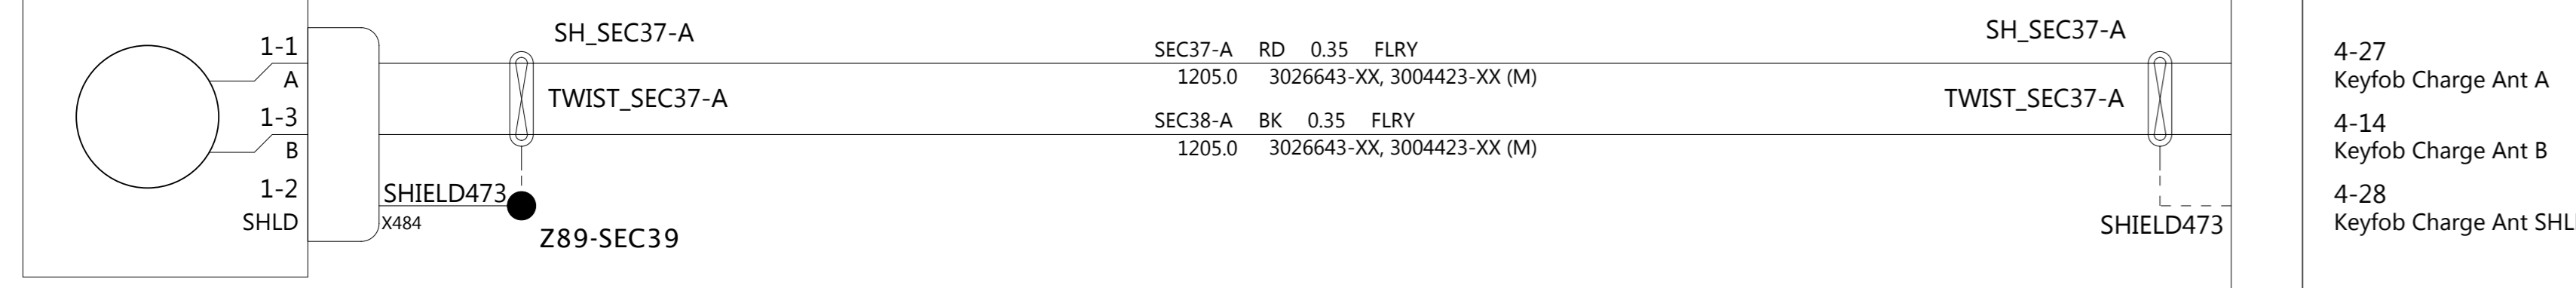 1-1
A
1-3
B
1-2
SHLD
X484
SHIELD473
SH_SEC37-A
TWIST_SEC37-A
Z89-SEC39
SEC37-A RD 0.35 FLRY
1205.0 3026643-XX, 3004423-XX (M)
SEC38-A BK 0.35 FLRY
1205.0 3026643-XX, 3004423-XX (M)
SH_SEC37-A
TWIST_SEC37-A
SHIELD473
4-27
Keyfob Charge Ant A
4-14
Keyfob Charge Ant B
4-28
Keyfob Charge Ant SHL